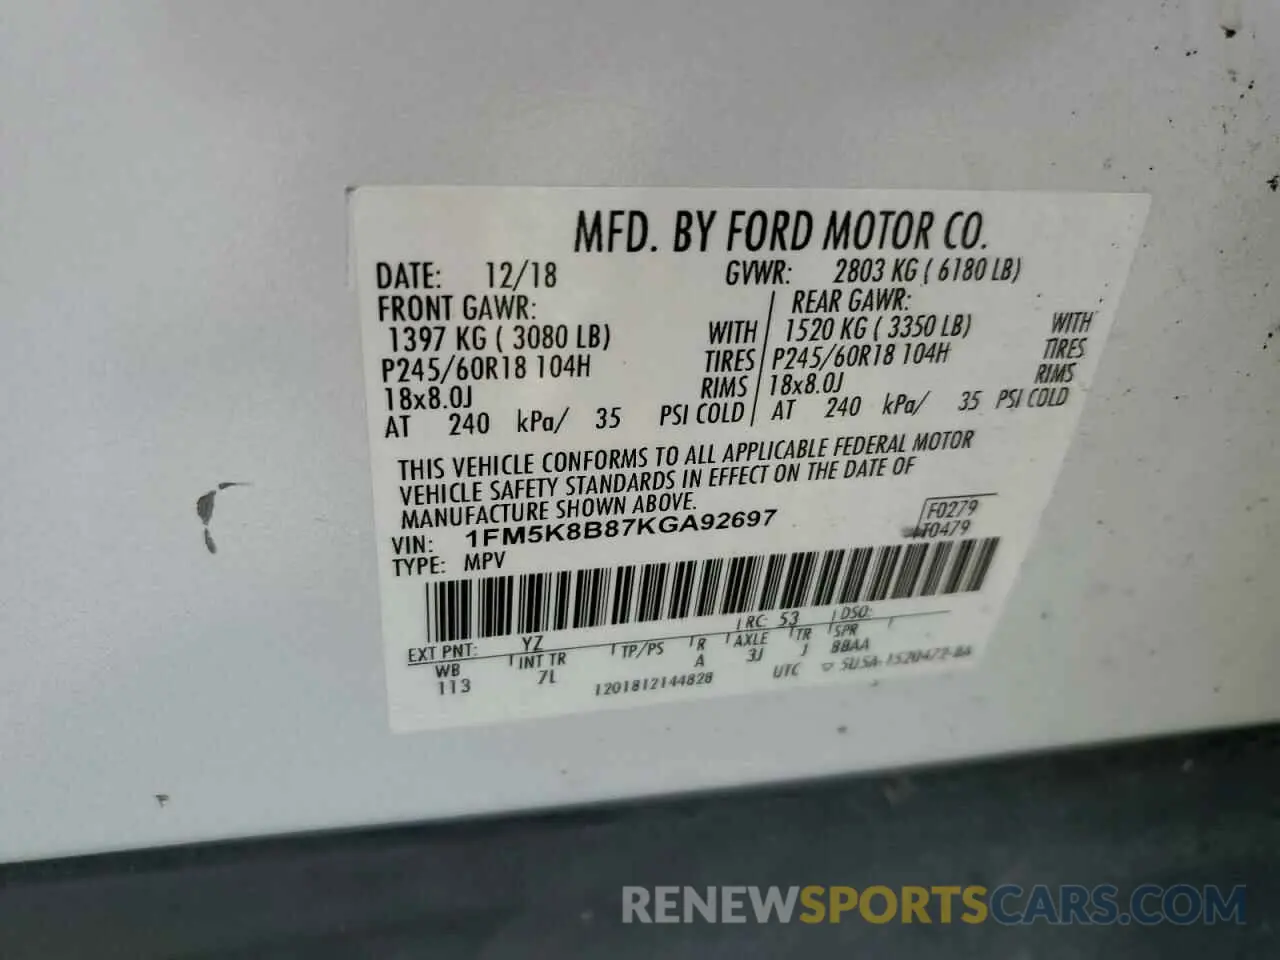 MFD. BY FORD MOTOR CO.
DATE: 12/18 GVWR: 2803 KG ( 6180 LB)
FRONT GAWR: REAR GAWR:
1397 KG ( 3080 LB) WITH 1520 KG ( 3350 LB) WITH
P245/60R18 104H TIRES P245/60R18 104H TIRES
18x8.0J RIMS 18x8.0J RIMS
AT 240 kPa/ 35 PSI COLD AT 240 kPa/ 35 PSI COLD
THIS VEHICLE CONFORMS TO ALL APPLICABLE FEDERAL MOTOR
VEHICLE SAFETY STANDARDS IN EFFECT ON THE DATE OF
MANUFACTURE SHOWN ABOVE.
VIN: 1FM5K8B87KGA92697 F0279
TYPE: MPV T0479
EXT PNT: YZ RC: 53 DSO:
WB INT TR TP/PS R AXLE TR SPR
113 7L A 3J J BBAA
1201812144828 UTC 5U5A-1520472-BA
RENEWSPORTSCARS.COM